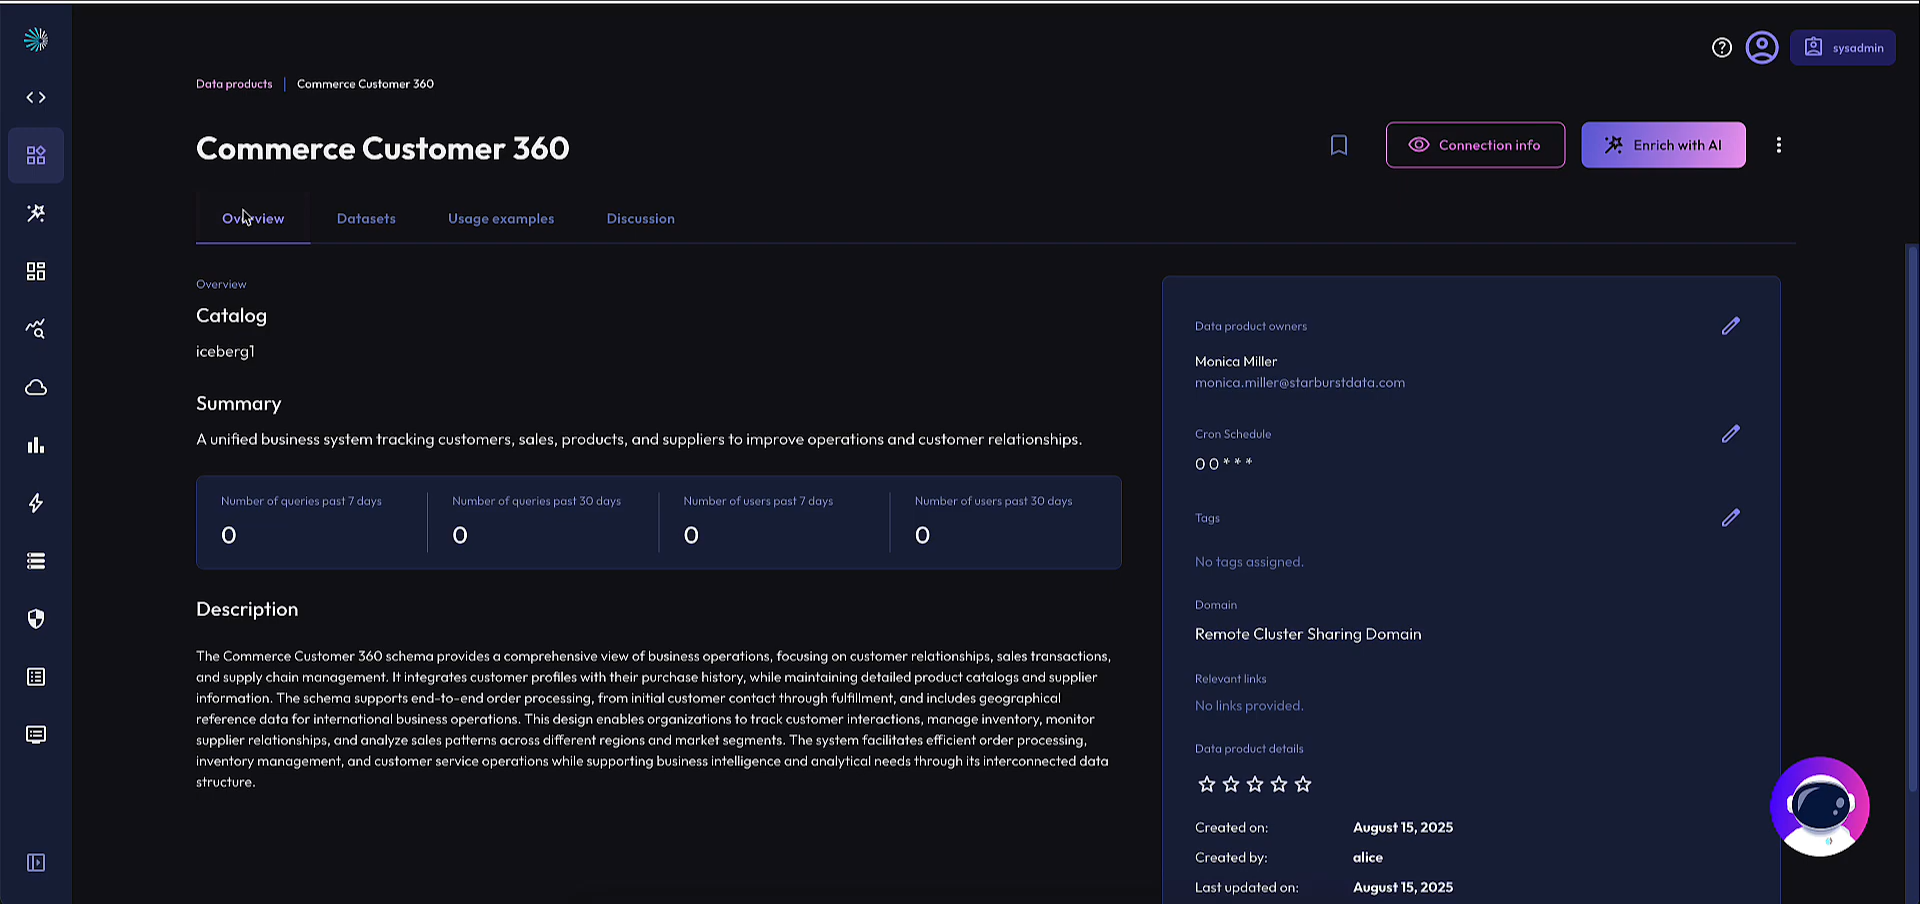 sysadmin
Data products | Commerce Customer 360
Commerce Customer 360
Connection info
Enrich with AI
Overview
Datasets
Usage examples
Discussion
Overview
Catalog
iceberg1
Summary
A unified business system tracking customers, sales, products, and suppliers to improve operations and customer relationships.
Number of queries past 7 days
0
Number of queries past 30 days
0
Number of users past 7 days
0
Number of users past 30 days
0
Description
The Commerce Customer 360 schema provides a comprehensive view of business operations, focusing on customer relationships, sales transactions,
and supply chain management. It integrates customer profiles with their purchase history, while maintaining detailed product catalogs and supplier
information. The schema supports end-to-end order processing, from initial customer contact through fulfillment, and includes geographical
reference data for international business operations. This design enables organizations to track customer interactions, manage inventory, monitor
supplier relationships, and analyze sales patterns across different regions and market segments. The system facilitates efficient order processing,
inventory management, and customer service operations while supporting business intelligence and analytical needs through its interconnected data
structure.
Data product owners
Monica Miller
monica.miller@starburstdata.com
Cron Schedule
0 0 * * *
Tags
No tags assigned.
Domain
Remote Cluster Sharing Domain
Relevant links
No links provided.
Data product details
Created on: August 15, 2025
Created by: alice
Last updated on: August 15, 2025